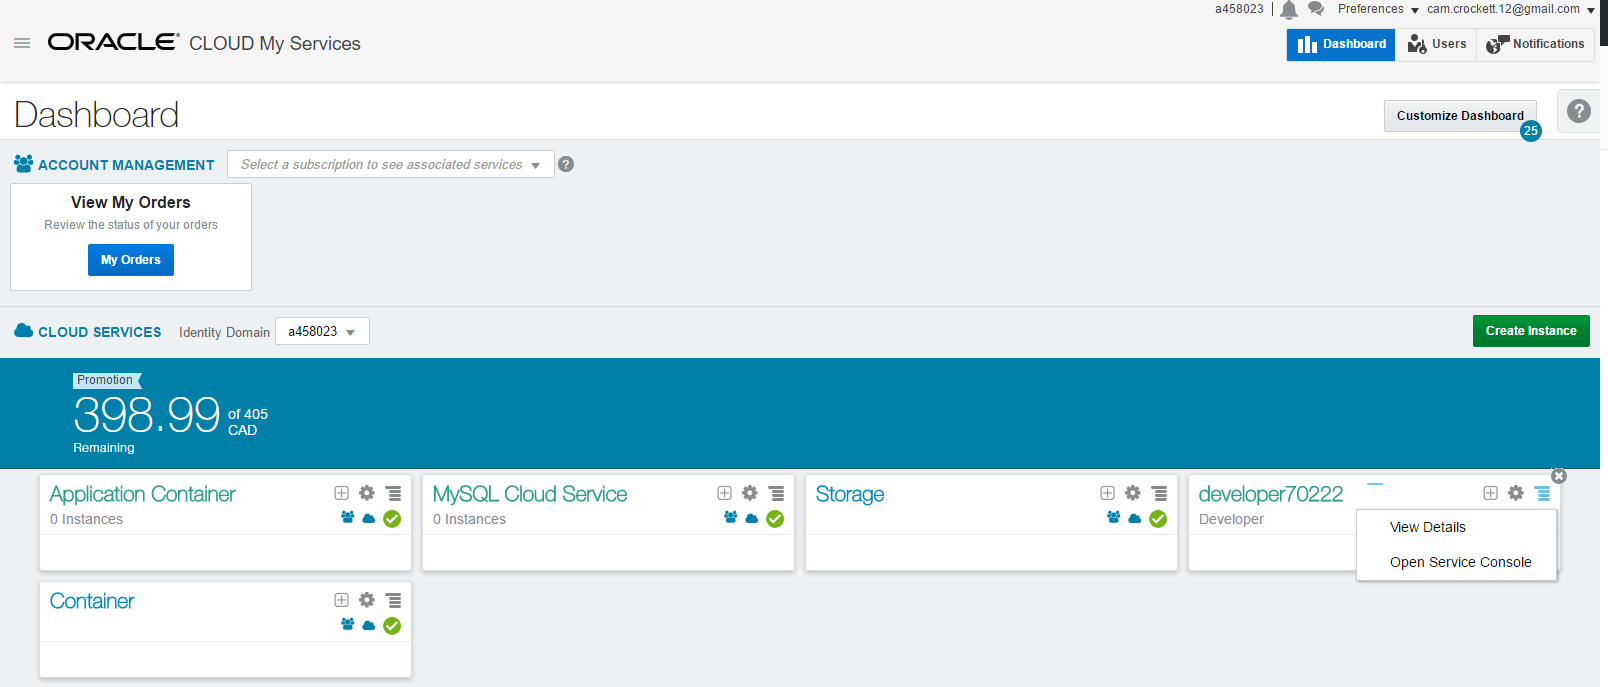 a458023 Preferences cam.crockett.12@gmail.com
ORACLE CLOUD My Services
Dashboard Users Notifications
Dashboard
Customize Dashboard
25
?
ACCOUNT MANAGEMENT Select a subscription to see associated services ?
View My Orders
Review the status of your orders
My Orders
CLOUD SERVICES Identity Domain a458023 Create Instance
Promotion
398.99 of 405 CAD
Remaining
Application Container
0 Instances
MySQL Cloud Service
0 Instances
Storage
developer70222
Developer
View Details
Open Service Console
Container